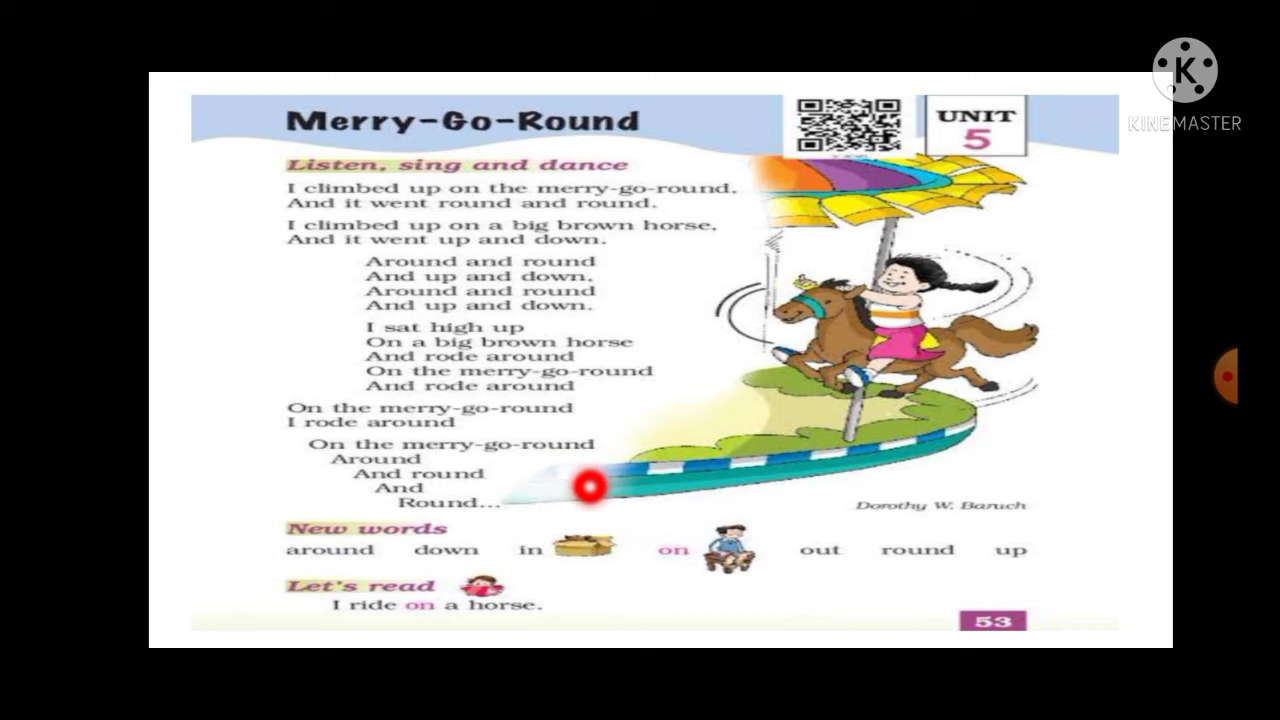 Merry-Go-Round
UNIT
5
K
KINEMASTER
Listen, sing and dance
I climbed up on the merry-go-round,
And it went round and round.
I climbed up on a big brown horse,
And it went up and down.
Around and round
And up and down,
Around and round
And up and down.
I sat high up
On a big brown horse
And rode around
On the merry-go-round
And rode around
On the merry-go-round
I rode around
On the merry-go-round
Around
And round
And
Round...
Dorothy W. Baruch
New words
around down in on out round up
Let's read
I ride on a horse.
53